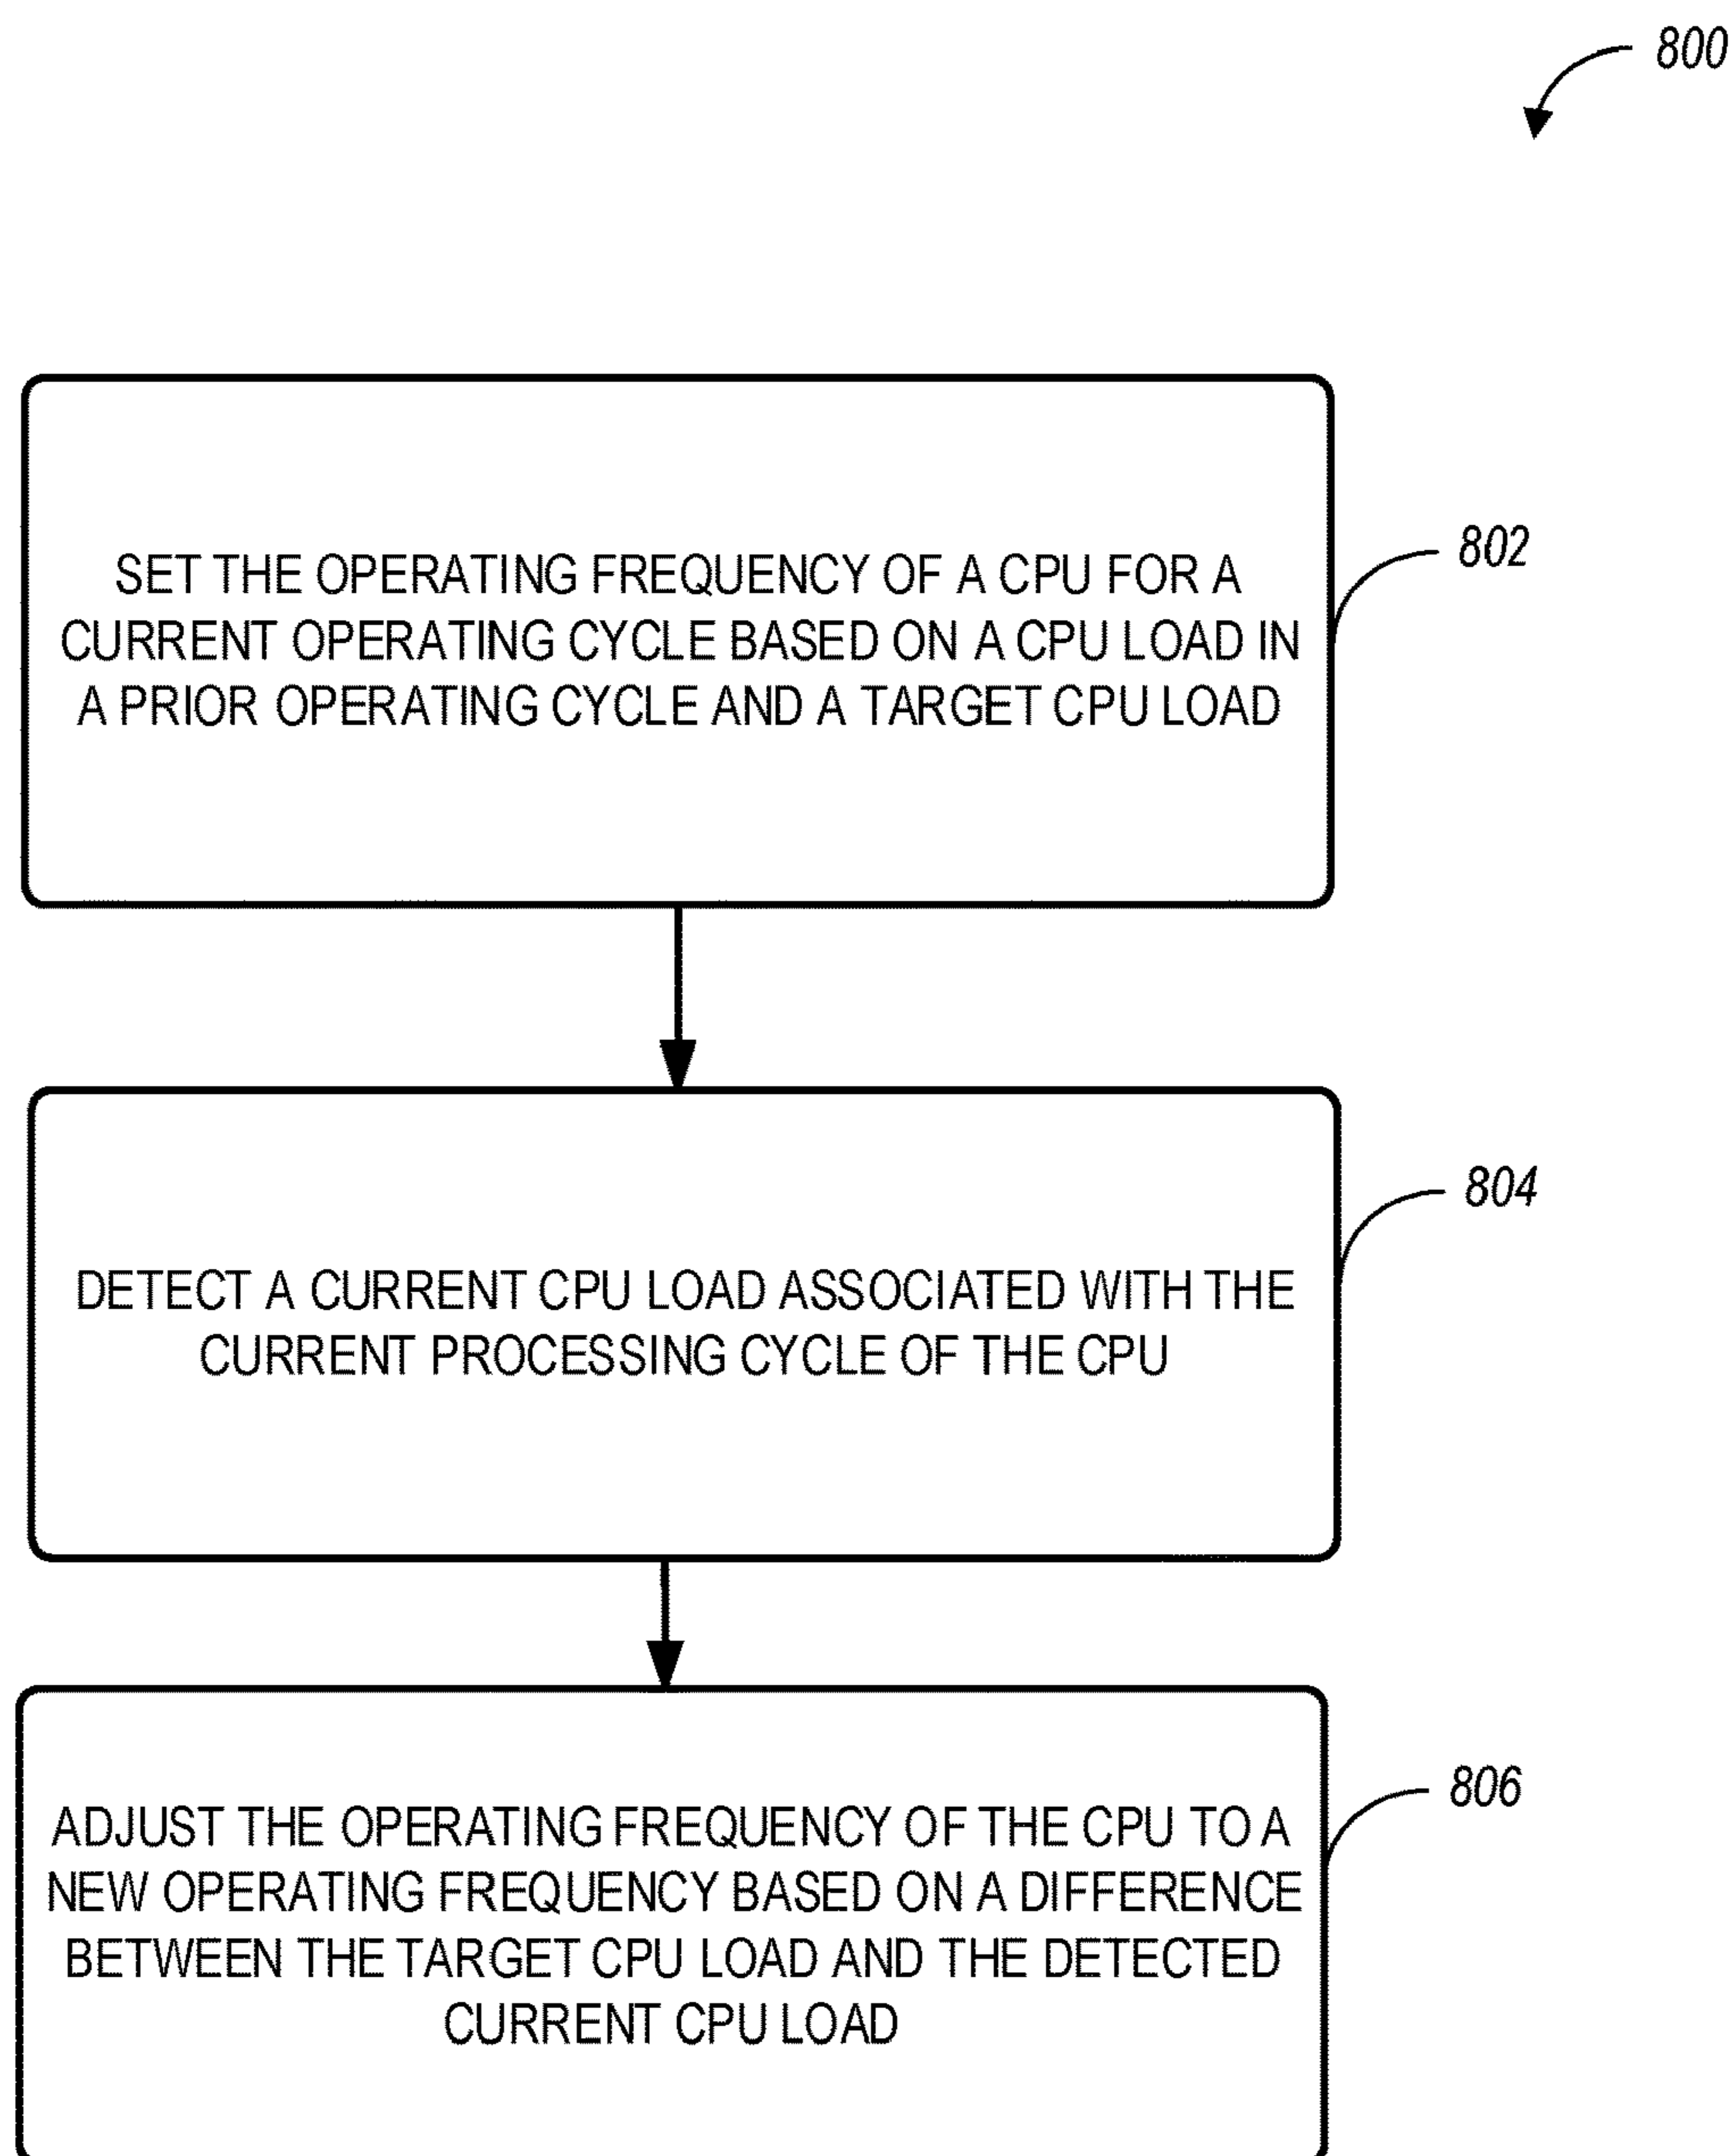 800
SET THE OPERATING FREQUENCY OF A CPU FOR A
CURRENT OPERATING CYCLE BASED ON A CPU LOAD IN
A PRIOR OPERATING CYCLE AND A TARGET CPU LOAD
802
DETECT A CURRENT CPU LOAD ASSOCIATED WITH THE
CURRENT PROCESSING CYCLE OF THE CPU
804
ADJUST THE OPERATING FREQUENCY OF THE CPU TO A
NEW OPERATING FREQUENCY BASED ON A DIFFERENCE
BETWEEN THE TARGET CPU LOAD AND THE DETECTED
CURRENT CPU LOAD
806